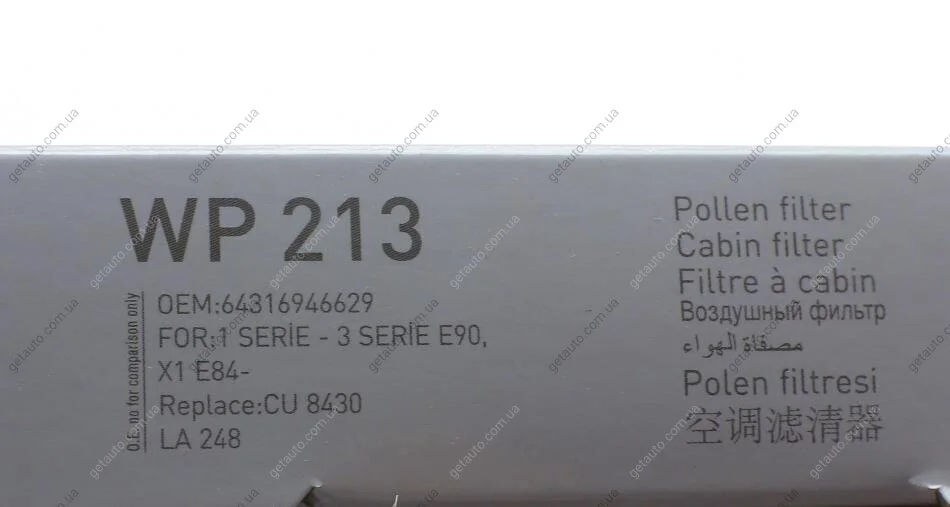 WP 213
O.E. no for comparison only
OEM:64316946629
FOR:1 SERİE - 3 SERİE E90,
X1 E84-
Replace:CU 8430
LA 248
Pollen filter
Cabin filter
Filtre à cabin
Воздушный фильтр
مصفاة الهواء
Polen filtresi
空调滤清器
getauto.com.ua